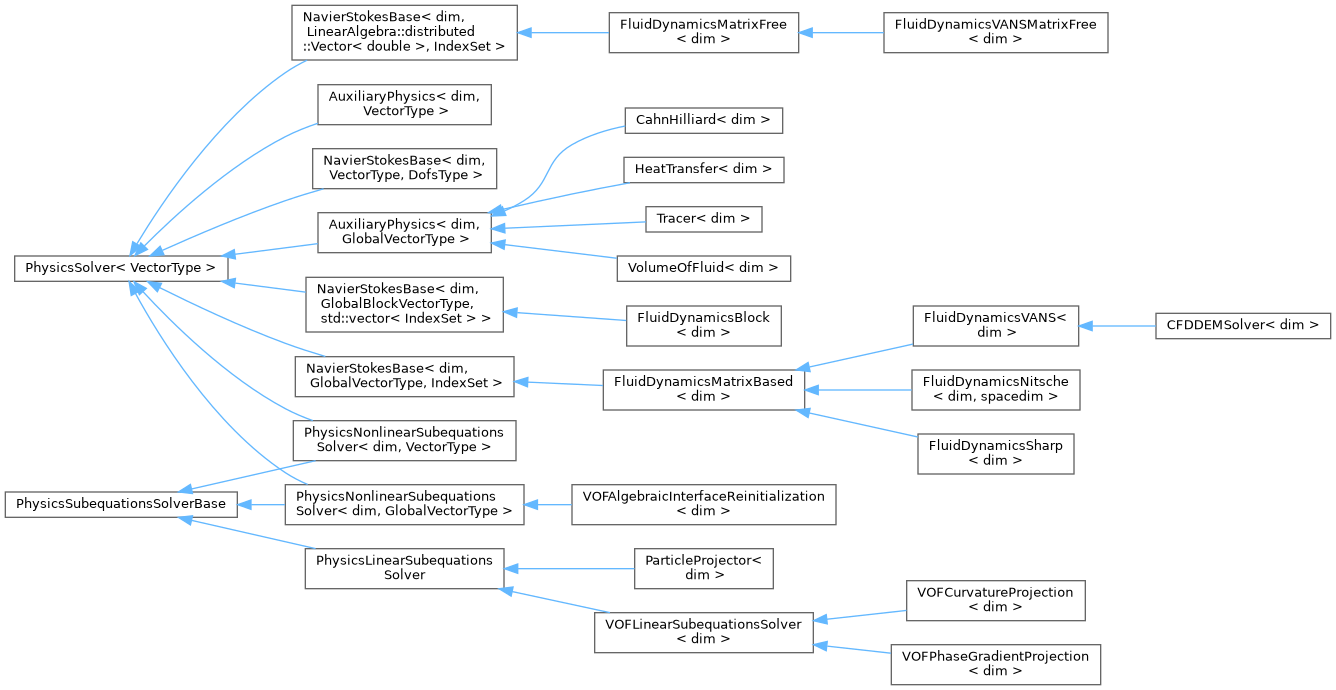 NavierStokesBase< dim,
LinearAlgebra::distributed
::Vector< double >, IndexSet >
FluidDynamicsMatrixFree
< dim >
FluidDynamicsVANSMatrixFree
< dim >
AuxiliaryPhysics< dim,
VectorType >
CahnHilliard< dim >
NavierStokesBase< dim,
VectorType, DofsType >
HeatTransfer< dim >
AuxiliaryPhysics< dim,
GlobalVectorType >
Tracer< dim >
PhysicsSolver< VectorType >
VolumeOfFluid< dim >
NavierStokesBase< dim,
GlobalBlockVectorType,
std::vector< IndexSet > >
FluidDynamicsBlock
< dim >
FluidDynamicsVANS<
dim >
CFDDEMSolver< dim >
NavierStokesBase< dim,
GlobalVectorType, IndexSet >
FluidDynamicsMatrixBased
< dim >
FluidDynamicsNitsche
< dim, spacedim >
PhysicsNonlinearSubequations
Solver< dim, VectorType >
FluidDynamicsSharp
< dim >
PhysicsSubequationsSolverBase
PhysicsNonlinearSubequations
Solver< dim, GlobalVectorType >
VOFAlgebraicInterfaceReinitialization
< dim >
PhysicsLinearSubequations
Solver
ParticleProjector<
dim >
VOFLinearSubequationsSolver
< dim >
VOFCurvatureProjection
< dim >
VOFPhaseGradientProjection
< dim >